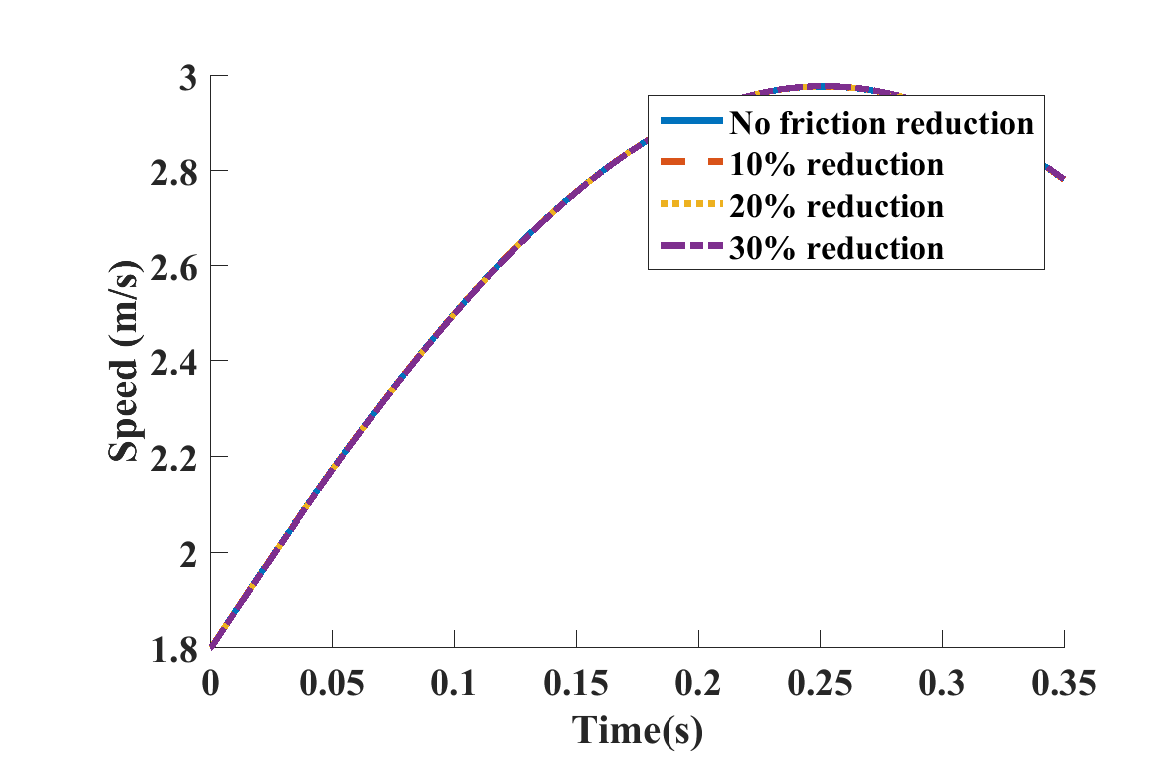 3
2.8
2.6
2.4
2.2
2
1.8
Speed (m/s)
No friction reduction
10% reduction
20% reduction
30% reduction
0 0.05 0.1 0.15 0.2 0.25 0.3 0.35
Time(s)